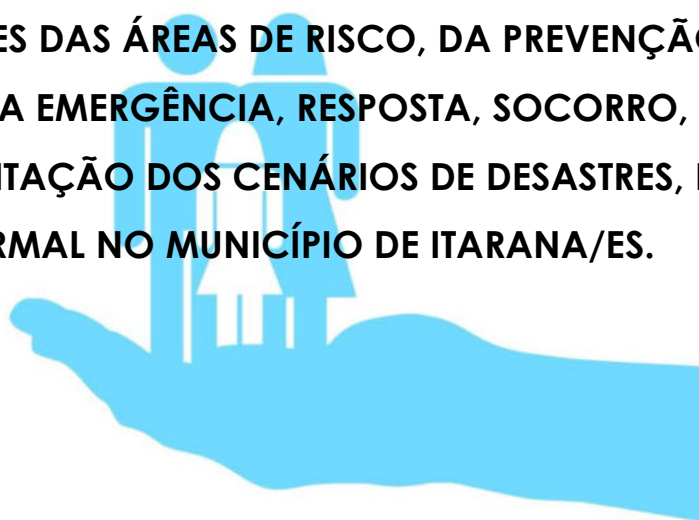 ES DAS ÁREAS DE RISCO, DA PREVENÇÃO
A EMERGÊNCIA, RESPOSTA, SOCORRO,
ITAÇÃO DOS CENÁRIOS DE DESASTRES,
RMAL NO MUNICÍPIO DE ITARANA/ES.